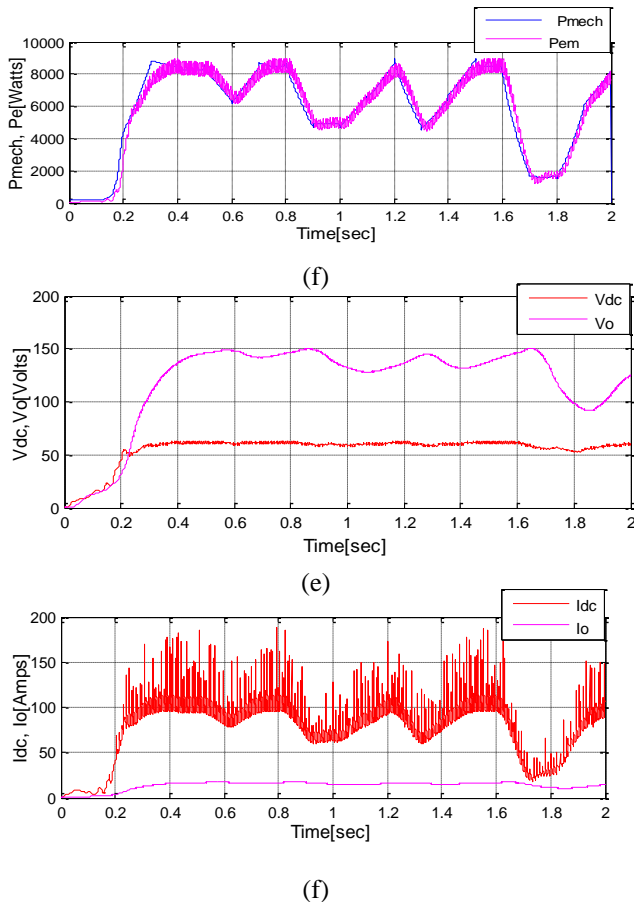 Pmech
Pem
10000
8000
6000
4000
2000
0
Pmech, Pe[Watts]
0 0.2 0.4 0.6 0.8 1 1.2 1.4 1.6 1.8 2
Time[sec]
(f)
Vdc
Vo
200
150
100
50
0
Vdc,Vo[Volts]
0 0.2 0.4 0.6 0.8 1 1.2 1.4 1.6 1.8 2
Time[sec]
(e)
Idc
Io
200
150
100
50
0
Idc, Io[Amps]
0 0.2 0.4 0.6 0.8 1 1.2 1.4 1.6 1.8 2
Time[sec]
(f)